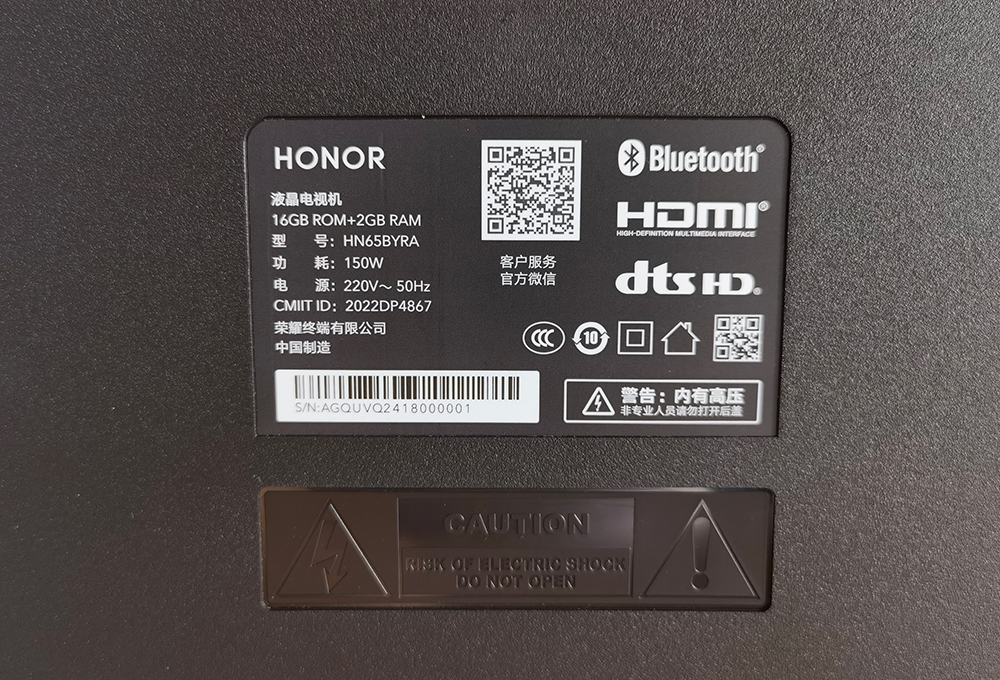 HONOR
液晶电视机
16GB ROM+2GB RAM
型 号：HN65BYRA
功 耗：150W
电 源：220V～ 50Hz
CMIIT ID：2022DP4867
荣耀终端有限公司
中国制造
S/N:AGQUVQ2418000001
客户服务
官方微信
Bluetooth®
HDMI®
HIGH-DEFINITION MULTIMEDIA INTERFACE
dts HD®
CCC
10
警告：内有高压
非专业人员请勿打开后盖
CAUTION
RISK OF ELECTRIC SHOCK
DO NOT OPEN